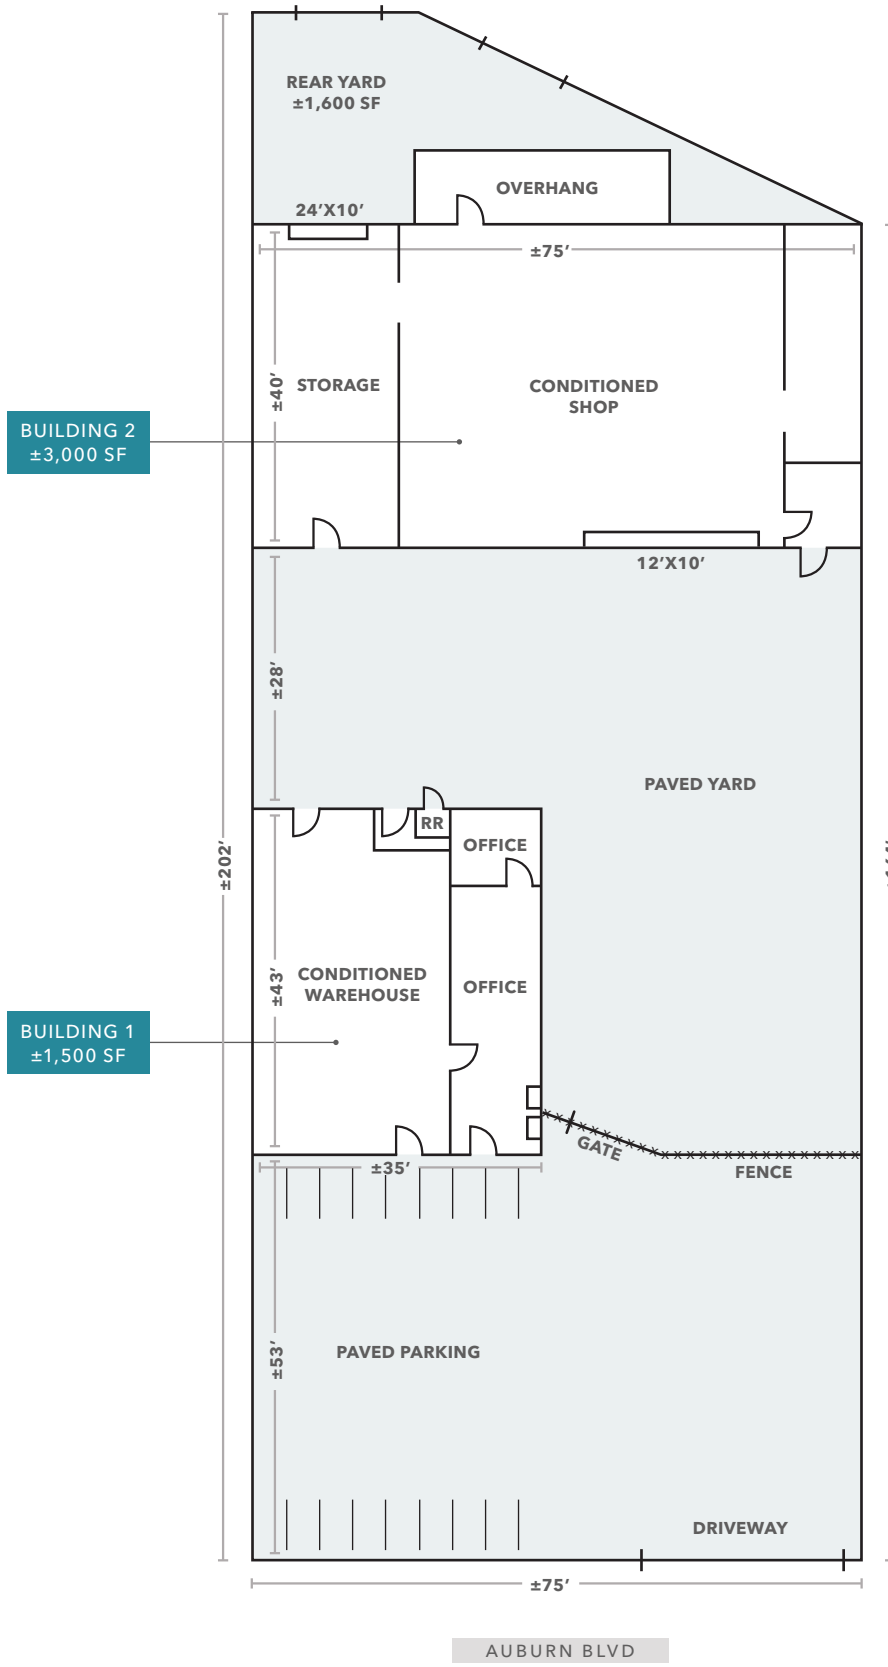 REAR YARD
±1,600 SF
OVERHANG
24’X10’
±75’
±40’
STORAGE
CONDITIONED
SHOP
BUILDING 2
±3,000 SF
12’X10’
±28’
PAVED YARD
RR
OFFICE
±202’
±43’
CONDITIONED
WAREHOUSE
OFFICE
BUILDING 1
±1,500 SF
GATE
FENCE
±35’
±53’
PAVED PARKING
DRIVEWAY
±75’
AUBURN BLVD